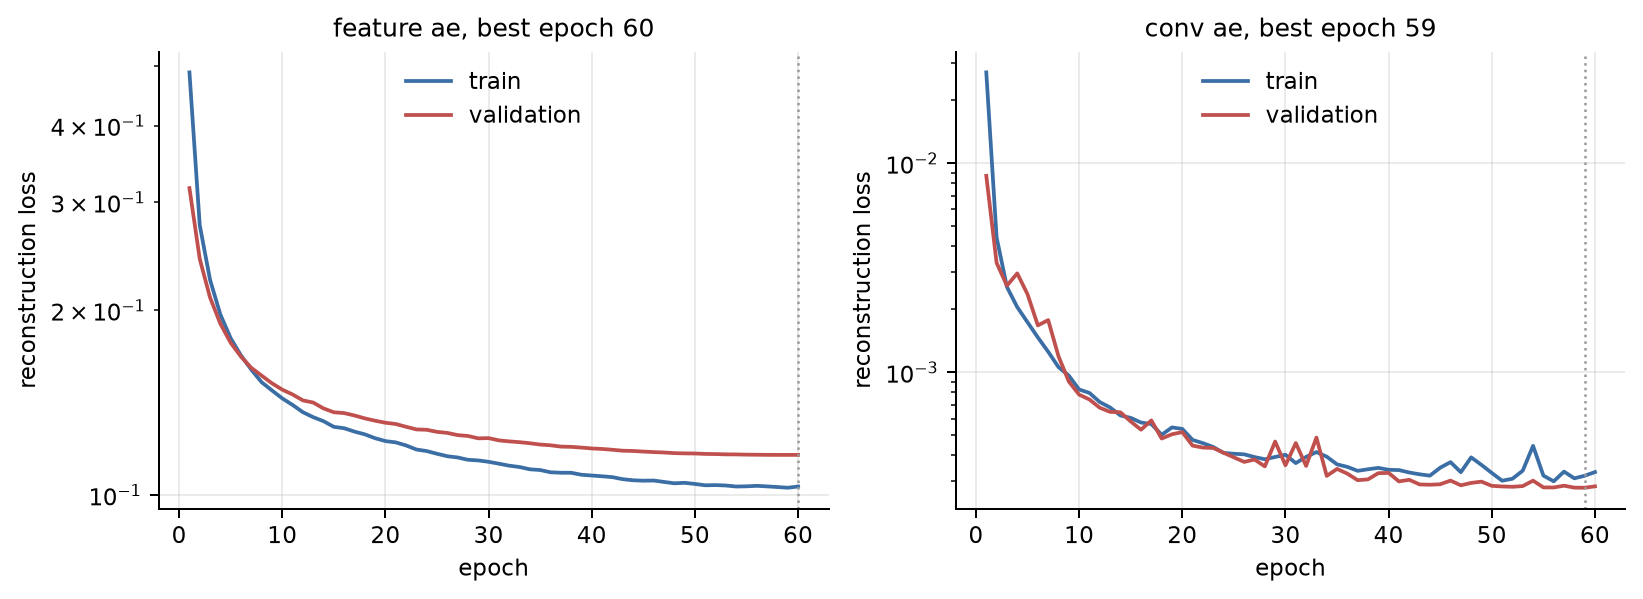 feature ae, best epoch 60
train
validation
4 × 10⁻¹
3 × 10⁻¹
2 × 10⁻¹
10⁻¹
reconstruction loss
0 10 20 30 40 50 60
epoch
conv ae, best epoch 59
train
validation
10⁻²
10⁻³
reconstruction loss
0 10 20 30 40 50 60
epoch